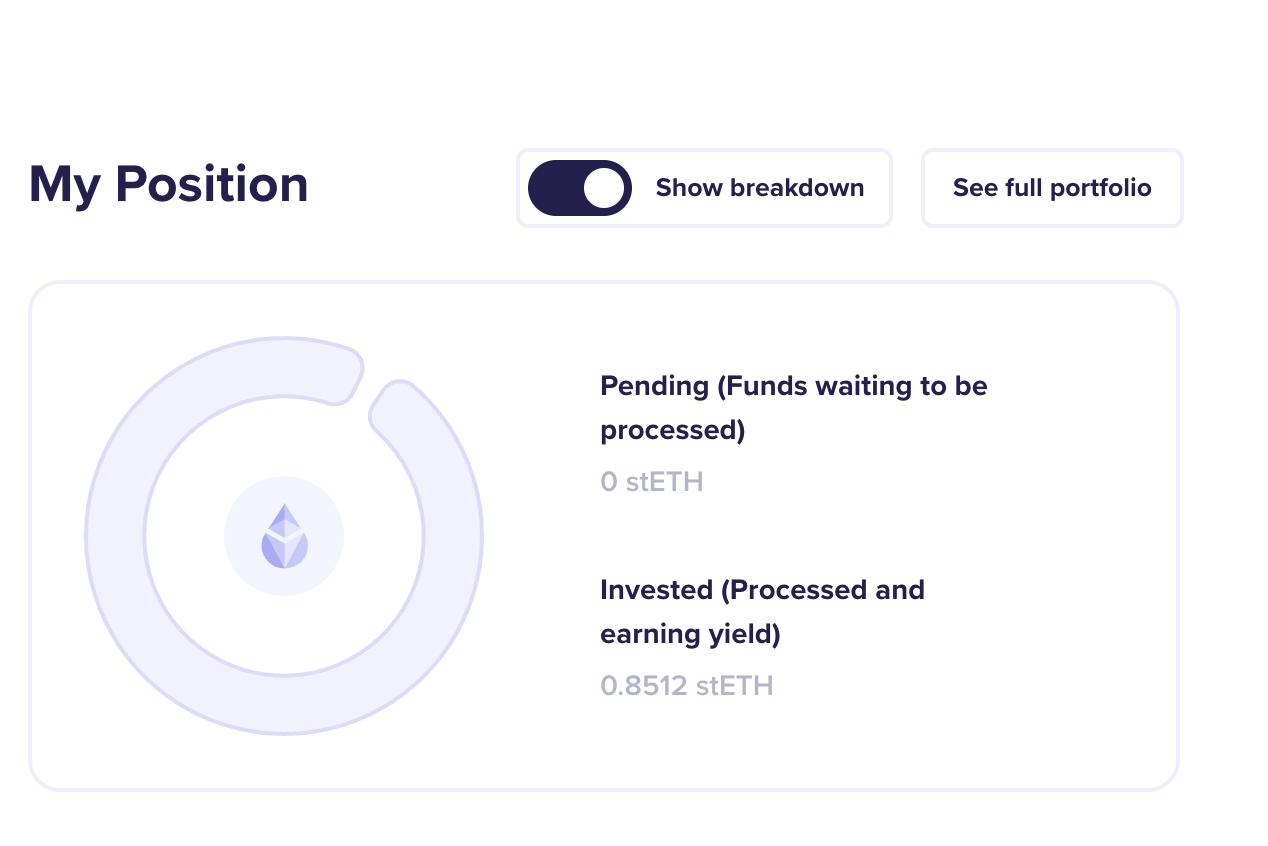 My Position
Show breakdown
See full portfolio
Pending (Funds waiting to be
processed)
0 stETH
Invested (Processed and
earning yield)
0.8512 stETH